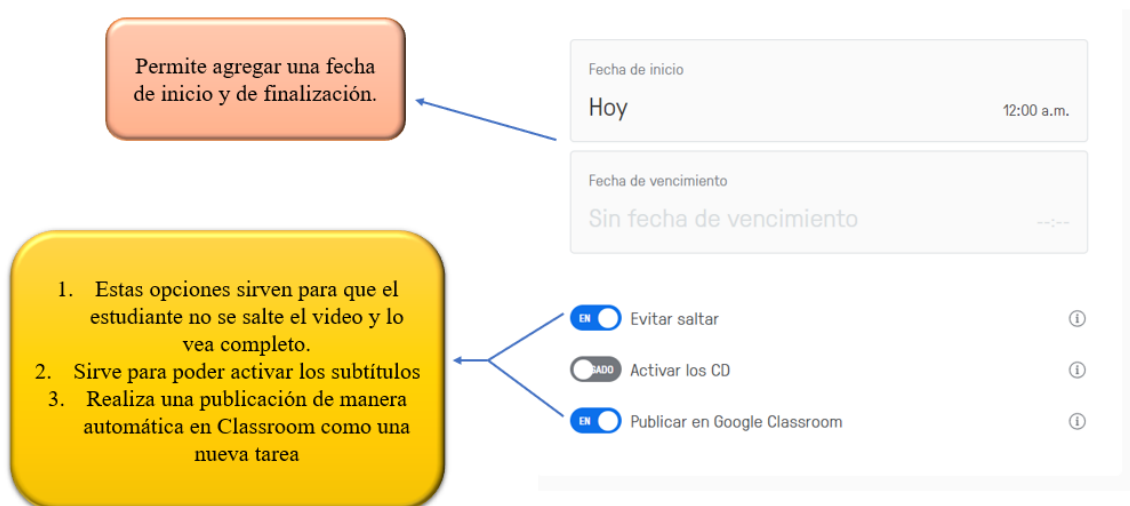 Permite agregar una fecha
de inicio y de finalización.
Fecha de inicio
Hoy 12:00 a.m.
Fecha de vencimiento
Sin fecha de vencimiento --:--
1. Estas opciones sirven para que el
estudiante no se salte el video y lo
vea completo.
2. Sirve para poder activar los subtítulos
3. Realiza una publicación de manera
automática en Classroom como una
nueva tarea
EN Evitar saltar
Activar los CD
EN Publicar en Google Classroom